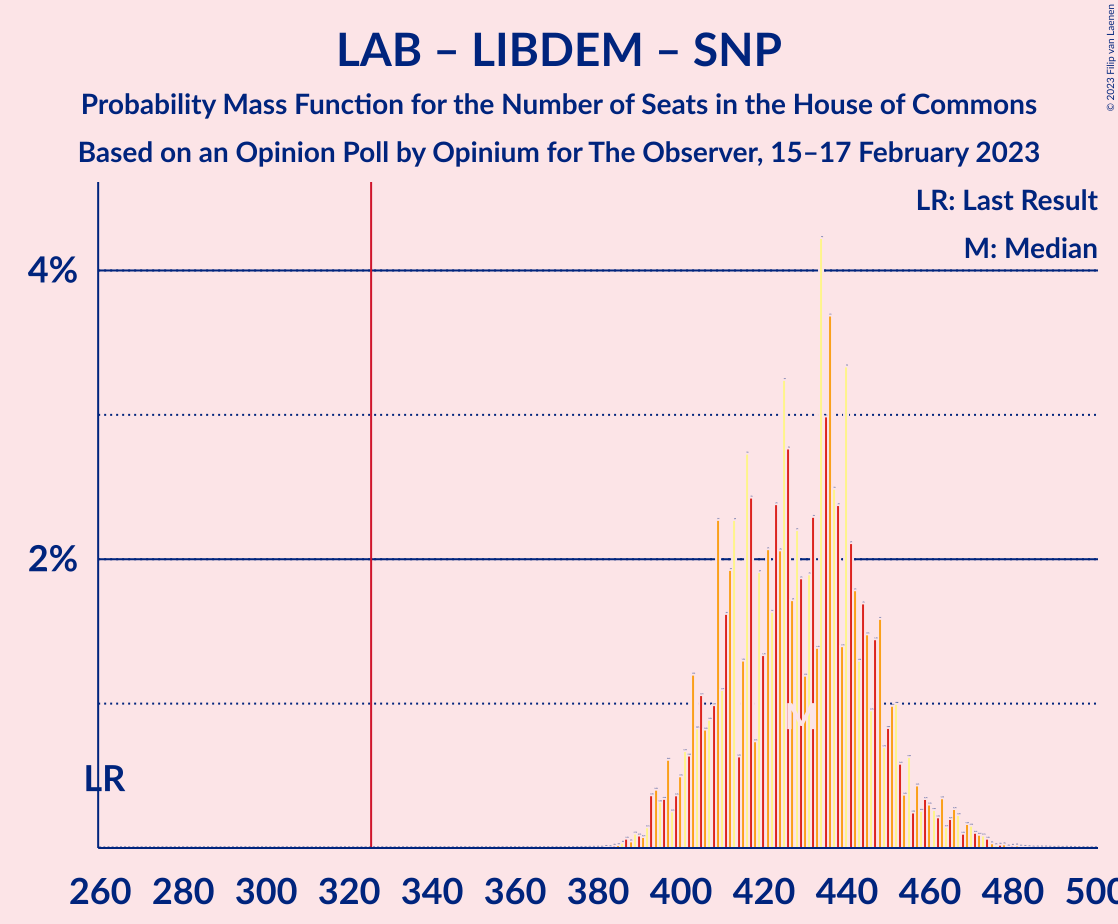 LAB – LIBDEM – SNP
Probability Mass Function for the Number of Seats in the House of Commons
Based on an Opinion Poll by Opinium for The Observer, 15–17 February 2023
© 2023 Filip van Laenen
LR: Last Result
M: Median
4%
2%
M
LR
260 280 300 320 340 360 380 400 420 440 460 480 500